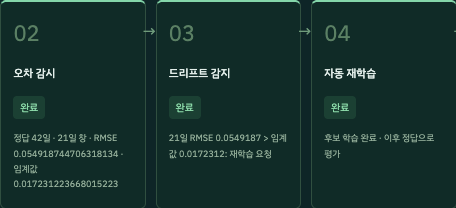 02
오차 감시
완료
정답 42일 · 21일 창 · RMSE
0.054918744706318134 ·
임계값
0.017231223668015223
→
03
드리프트 감지
완료
21일 RMSE 0.0549187 > 임계
값 0.0172312: 재학습 요청
→
04
자동 재학습
완료
후보 학습 완료 · 이후 정답으로
평가